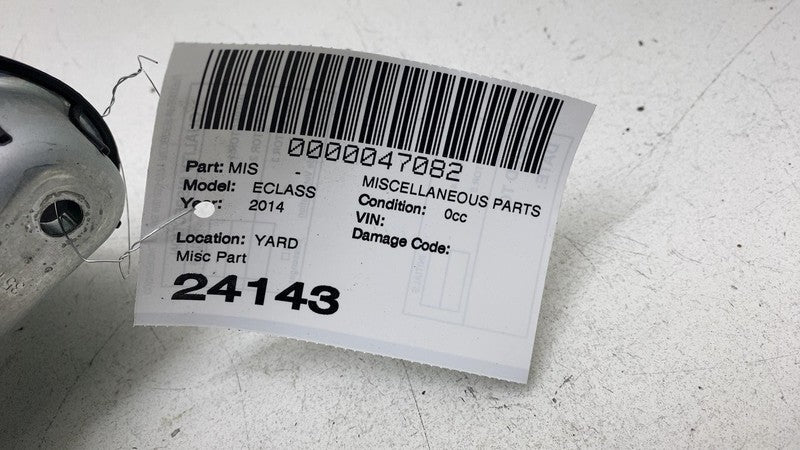 0000047082
Part: MIS -
MISCELLANEOUS PARTS
Model: ECLASS
Condition: 0cc
Year: 2014
VIN:
Damage Code:
Location: YARD
Misc Part
24143